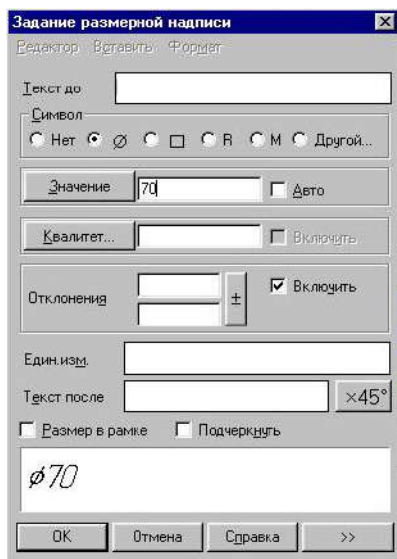 Задание размерной надписи
Редактор Вставить Формат
Текст до
Символ
Нет Ø □ R M Другой...
Значение 70 Авто
Квалитет... Включить
Отклонения ± Включить
Един.изм.
Текст после ×45°
Размер в рамке Подчеркнуть
Ø70
OK Отмена Справка >>